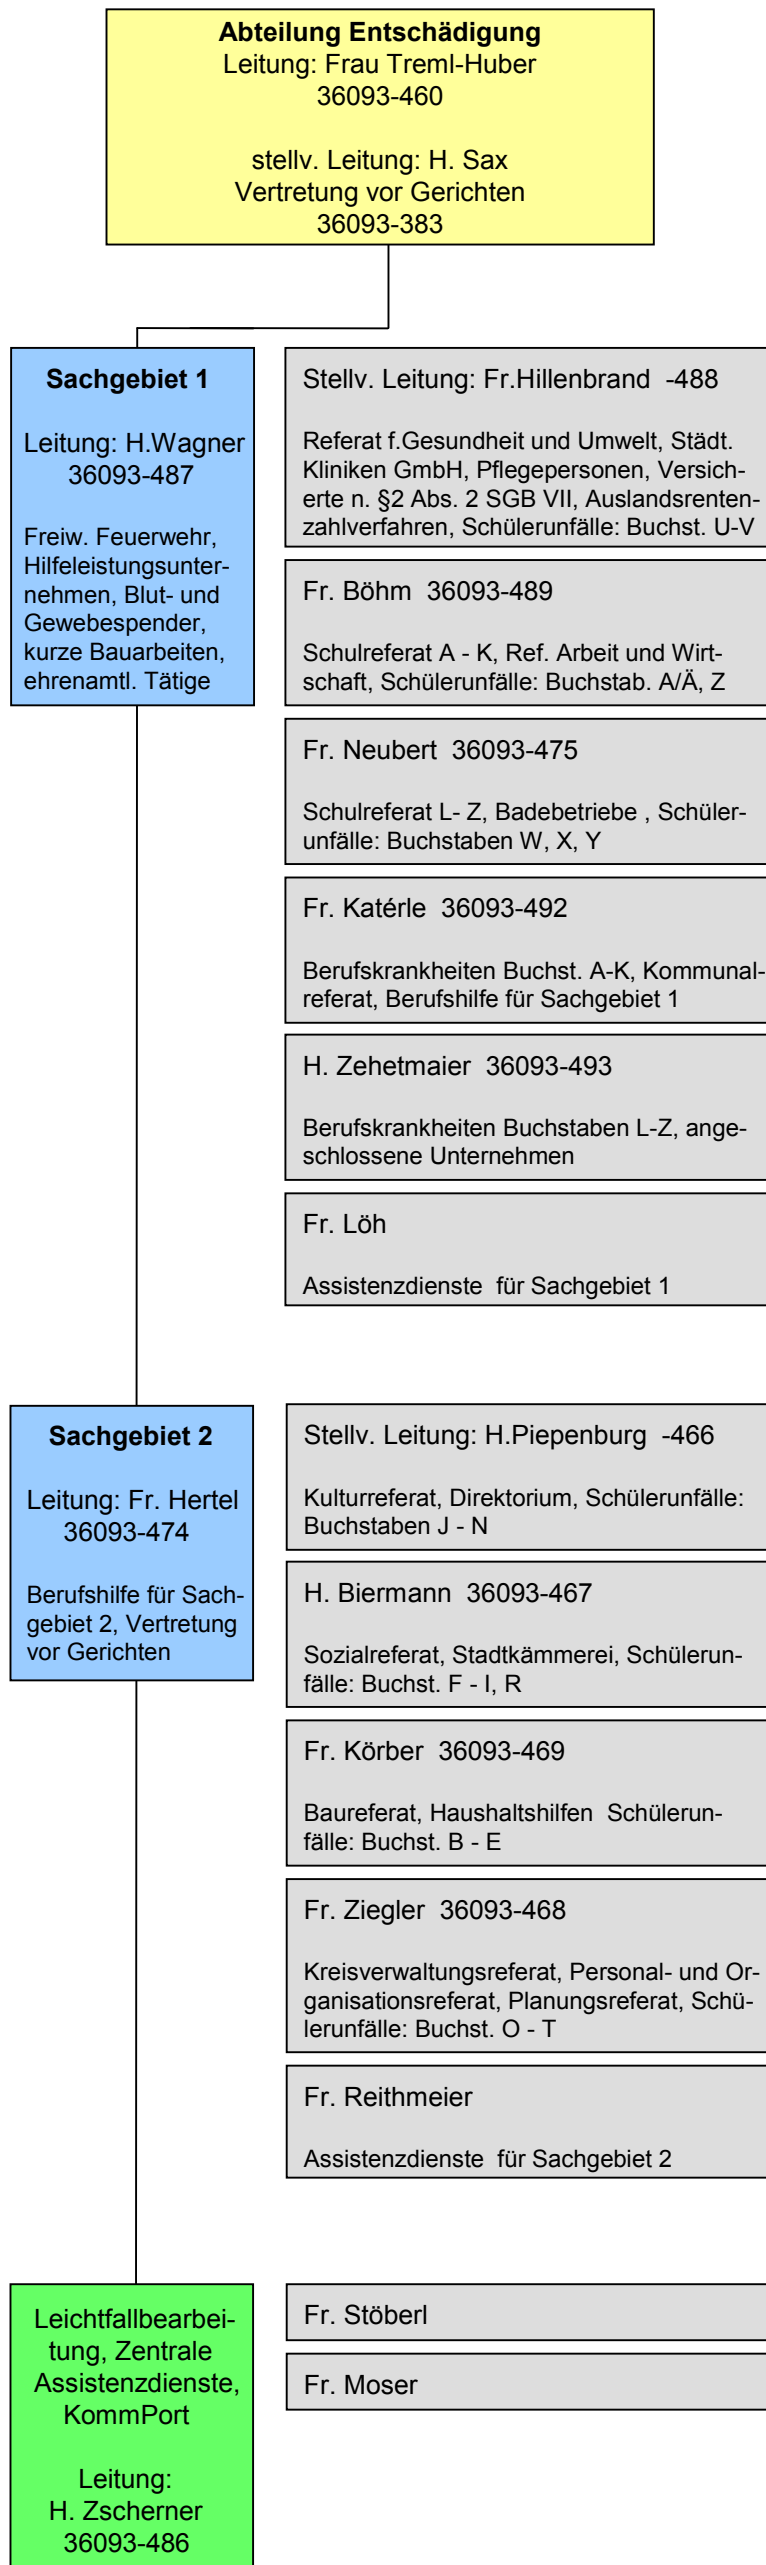 Abteilung Entschädigung
Leitung: Frau Treml-Huber
36093-460
stellv. Leitung: H. Sax
Vertretung vor Gerichten
36093-383
Sachgebiet 1
Leitung: H.Wagner
36093-487
Freiw. Feuerwehr,
Hilfeleistungsunter-
nehmen, Blut- und
Gewebespender,
kurze Bauarbeiten,
ehrenamtl. Tätige
Stellv. Leitung: Fr.Hillenbrand -488
Referat f.Gesundheit und Umwelt, Städt.
Kliniken GmbH, Pflegepersonen, Versich-
erte n. §2 Abs. 2 SGB VII, Auslandsrenten-
zahlverfahren, Schülerunfälle: Buchst. U-V
Fr. Böhm 36093-489
Schulreferat A - K, Ref. Arbeit und Wirt-
schaft, Schülerunfälle: Buchstab. A/Ä, Z
Fr. Neubert 36093-475
Schulreferat L- Z, Badebetriebe , Schüler-
unfälle: Buchstaben W, X, Y
Fr. Katérle 36093-492
Berufskrankheiten Buchst. A-K, Kommunal-
referat, Berufshilfe für Sachgebiet 1
H. Zehetmaier 36093-493
Berufskrankheiten Buchstaben L-Z, ange-
schlossene Unternehmen
Fr. Löh
Assistenzdienste für Sachgebiet 1
Sachgebiet 2
Leitung: Fr. Hertel
36093-474
Berufshilfe für Sach-
gebiet 2, Vertretung
vor Gerichten
Stellv. Leitung: H.Piepenburg -466
Kulturreferat, Direktorium, Schülerunfälle:
Buchstaben J - N
H. Biermann 36093-467
Sozialreferat, Stadtkämmerei, Schülerun-
fälle: Buchst. F - I, R
Fr. Körber 36093-469
Baureferat, Haushaltshilfen Schülerun-
fälle: Buchst. B - E
Fr. Ziegler 36093-468
Kreisverwaltungsreferat, Personal- und Or-
ganisationsreferat, Planungsreferat, Schü-
lerunfälle: Buchst. O - T
Fr. Reithmeier
Assistenzdienste für Sachgebiet 2
Leichtfallbearbei-
tung, Zentrale
Assistenzdienste,
KommPort
Leitung:
H. Zscherner
36093-486
Fr. Stöberl
Fr. Moser